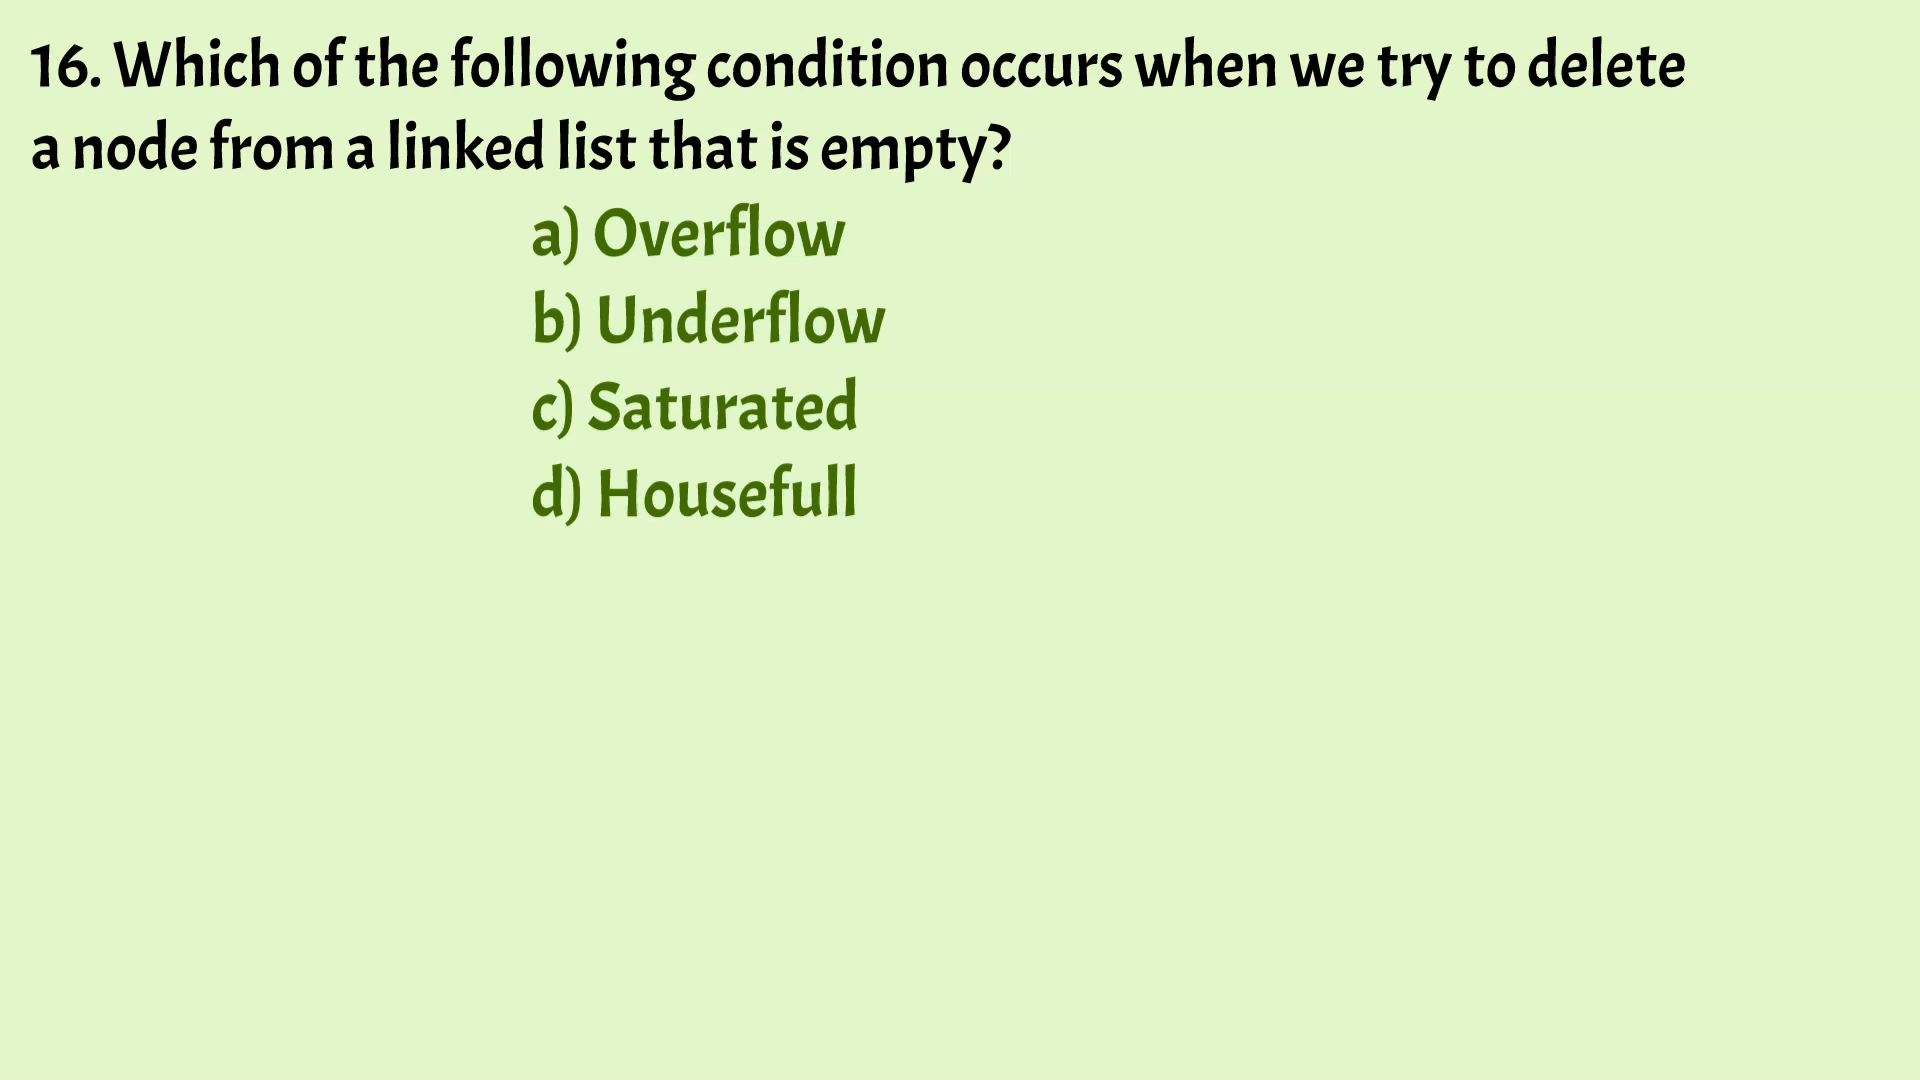 16. Which of the following condition occurs when we try to delete
a node from a linked list that is empty?
a) Overflow
b) Underflow
c) Saturated
d) Housefull